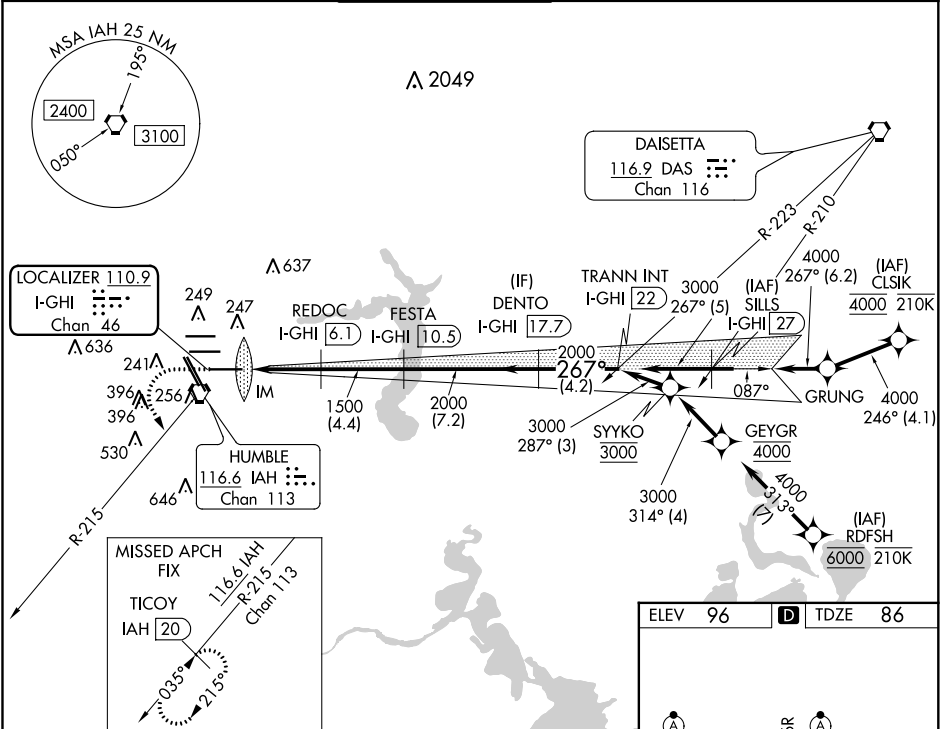 MSA IAH 25 NM
195°
2400
3100
050°
2049
DAISETTA
116.9 DAS
Chan 116
R-223
R-210
LOCALIZER 110.9
I-GHI
Chan 46
637
249
247
636
241
396
396
256
530
646
IM
REDOC
I-GHI 6.1
FESTA
I-GHI 10.5
(IF)
DENTO
I-GHI 17.7
TRANN INT
I-GHI 22
3000
267° (5)
(IAF)
SILLS
I-GHI 27
4000
267° (6.2)
(IAF)
CLSIK
4000 210K
2000
267°
(4.2)
087°
GRUNG
4000
246° (4.1)
1500
(4.4)
2000
(7.2)
3000
287° (3)
SYYKO
3000
GEYGR
4000
3000
314° (4)
4000
313°
(7)
(IAF)
RDFSH
6000 210K
HUMBLE
116.6 IAH
Chan 113
R-215
MISSED APCH
FIX
116.6 IAH
R-215
Chan 113
TICOY
IAH 20
035°
215°
ELEV 96 D TDZE 86
A
A